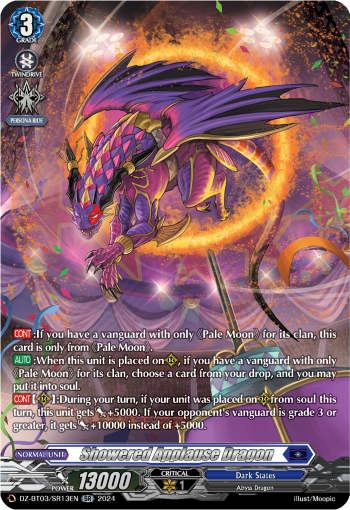 3
GRADE
TWINDRIVE
PERSONA RIDE
CONT:If you have a vanguard with only《Pale Moon》for its clan, this
card is only from《Pale Moon》.
AUTO:When this unit is placed on R, if you have a vanguard with only
《Pale Moon》for its clan, choose a card from your drop, and you may
put it into soul.
CONT【R】:During your turn, if your unit was placed on R from soul this
turn, this unit gets +5000. If your opponent's vanguard is grade 3 or
greater, it gets +10000 instead of +5000.
NORMAL UNIT
Showered Applause Dragon
POWER 13000
CRITICAL
1
Dark States
Abyss Dragon
D DZ-BT03/SR13EN SR 2024
illust/Moopic